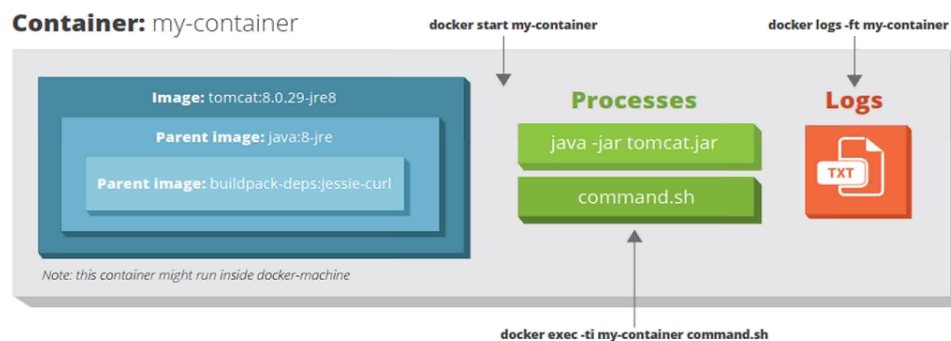 Container: my-container
docker start my-container
docker logs -ft my-container
Image: tomcat:8.0.29-jre8
Parent image: java:8-jre
Parent image: buildpack-deps:jessie-curl
Note: this container might run inside docker-machine
Processes
java -jar tomcat.jar
command.sh
docker exec -ti my-container command.sh
Logs
TXT